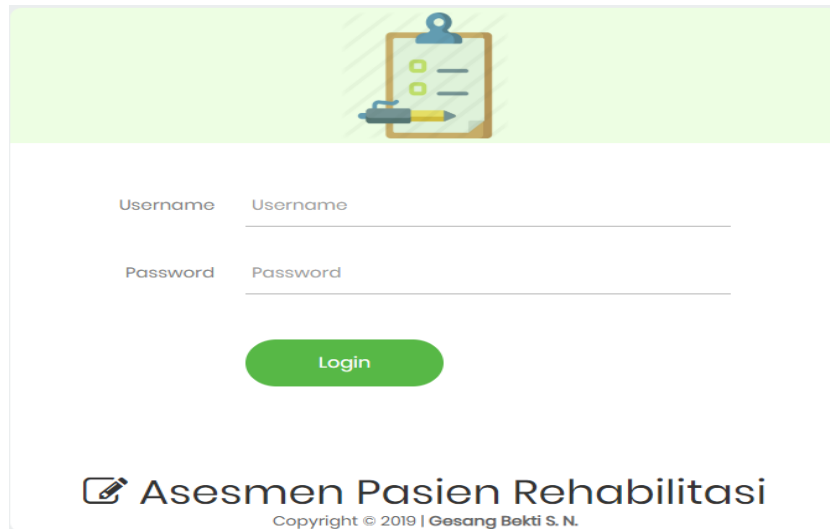 Username Username
Password Password
Login
Asesmen Pasien Rehabilitasi
Copyright © 2019 | Gesang Bekti S. N.